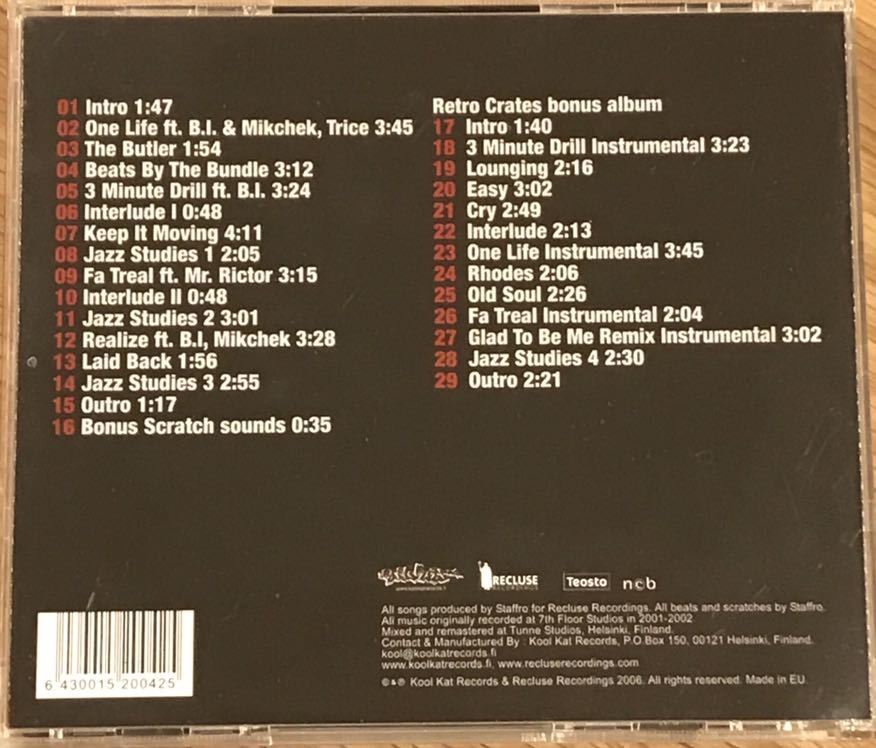 01 Intro 1:47
02 One Life ft. B.I. & Mikchek, Trice 3:45
03 The Butler 1:54
04 Beats By The Bundle 3:12
05 3 Minute Drill ft. B.I. 3:24
06 Interlude I 0:48
07 Keep It Moving 4:11
08 Jazz Studies 1 2:05
09 Fa Treal ft. Mr. Rictor 3:15
10 Interlude II 0:48
11 Jazz Studies 2 3:01
12 Realize ft. B.I, Mikchek 3:28
13 Laid Back 1:56
14 Jazz Studies 3 2:55
15 Outro 1:17
16 Bonus Scratch sounds 0:35
Retro Crates bonus album
17 Intro 1:40
18 3 Minute Drill Instrumental 3:23
19 Lounging 2:16
20 Easy 3:02
21 Cry 2:49
22 Interlude 2:13
23 One Life Instrumental 3:45
24 Rhodes 2:06
25 Old Soul 2:26
26 Fa Treal Instrumental 2:04
27 Glad To Be Me Remix Instrumental 3:02
28 Jazz Studies 4 2:30
29 Outro 2:21
RECLUSE
RECORDINGS
Teosto
ncb
All songs produced by Staffro for Recluse Recordings. All beats and scratches by Staffro.
All music originally recorded at 7th Floor Studios in 2001-2002
Mixed and remastered at Tunne Studios, Helsinki, Finland.
Contact & Manufactured By : Kool Kat Records, P.O.Box 150, 00121 Helsinki, Finland.
kool@koolkatrecords.fi
www.koolkatrecords.fi, www.recluserecordings.com
©&℗ Kool Kat Records & Recluse Recordings 2006. All rights reserved. Made in EU.
6 430015 200425